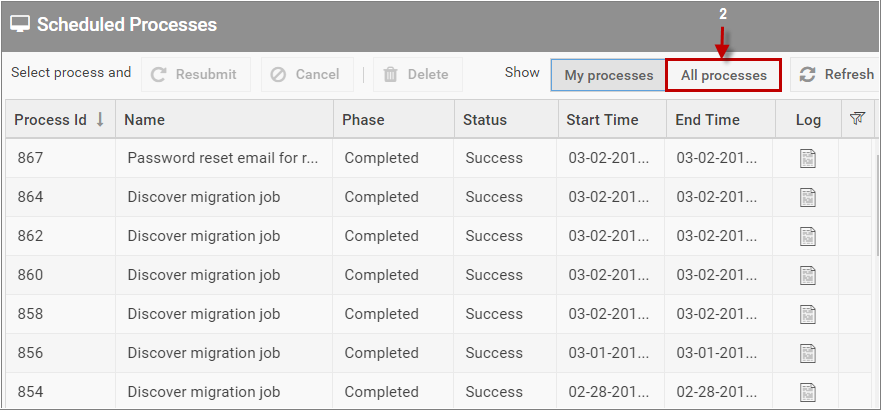 2
Scheduled Processes
Select process and Resubmit Cancel Delete Show My processes All processes Refresh
Process Id Name Phase Status Start Time End Time Log
867 Password reset email for r... Completed Success 03-02-201... 03-02-201...
864 Discover migration job Completed Success 03-02-201... 03-02-201...
862 Discover migration job Completed Success 03-02-201... 03-02-201...
860 Discover migration job Completed Success 03-02-201... 03-02-201...
858 Discover migration job Completed Success 03-02-201... 03-02-201...
856 Discover migration job Completed Success 03-01-201... 03-01-201...
854 Discover migration job Completed Success 02-28-201... 02-28-201...